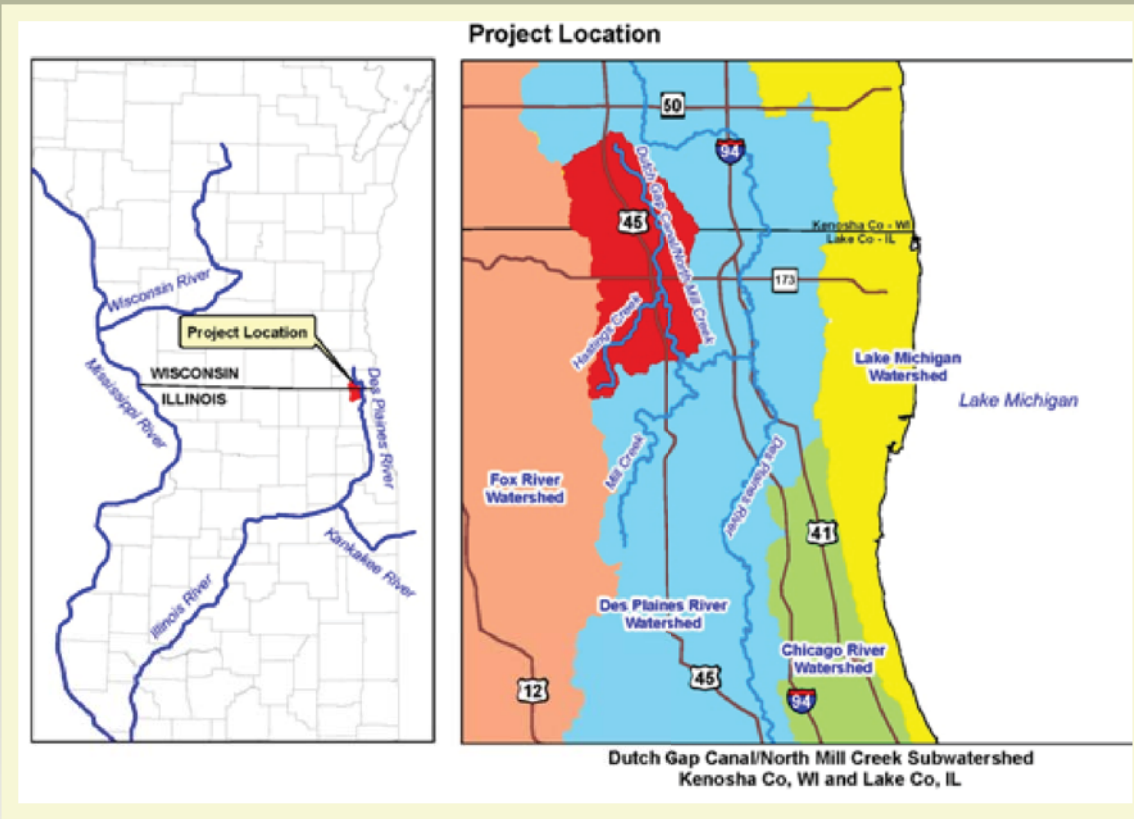 Project Location
Wisconsin River
Project Location
WISCONSIN
ILLINOIS
Mississippi River
Des Plaines River
Kankakee River
Illinois River
50
94
Dutch Gap Canal/North Mill Creek
45
Kenosha Co - WI
Lake Co - IL
173
Hastings Creek
Lake Michigan
Watershed
Lake Michigan
Mill Creek
Des Plaines River
Fox River
Watershed
41
Des Plaines River
Watershed
Chicago River
Watershed
12
45
94
Dutch Gap Canal/North Mill Creek Subwatershed
Kenosha Co, WI and Lake Co, IL